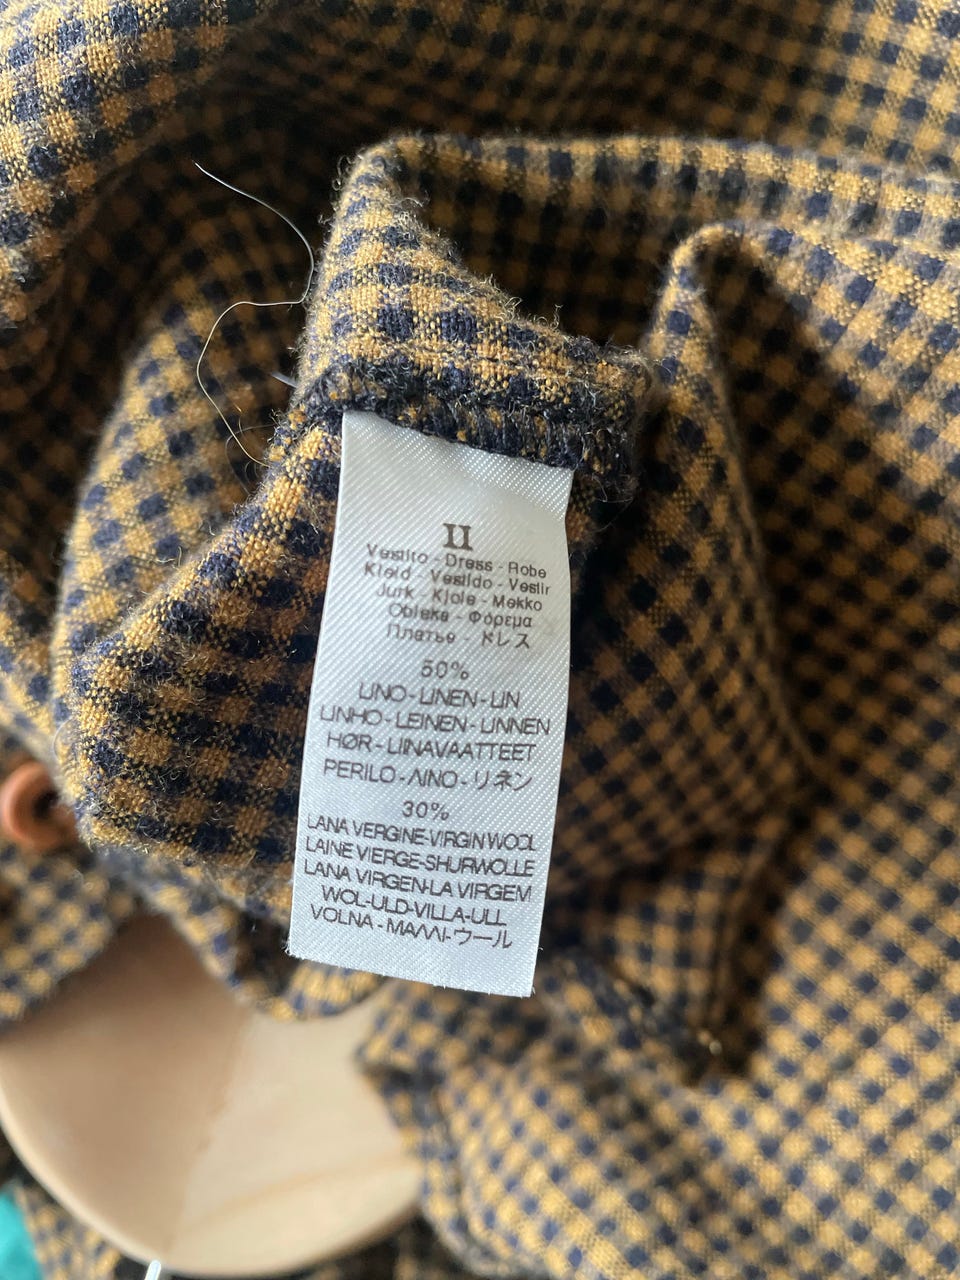 II
Vestito - Dress - Robe
Kleid - Vestido - Vestir
Jurk - Kjole - Mekko
Obleka - Φόρεμα
Платье - ドレス
50%
LINO - LINEN - LIN
LINHO - LEINEN - LINNEN
HØR - LIINAVAATTEET
PERILO - ΛΙΝΟ - リネン
30%
LANA VERGINE-VIRGIN WOOL
LAINE VIERGE-SHURWOLLE
LANA VIRGEN-LA VIRGEM
WOL-ULD-VILLA-ULL
VOLNA - ΜΑΛΛΙ-ウール